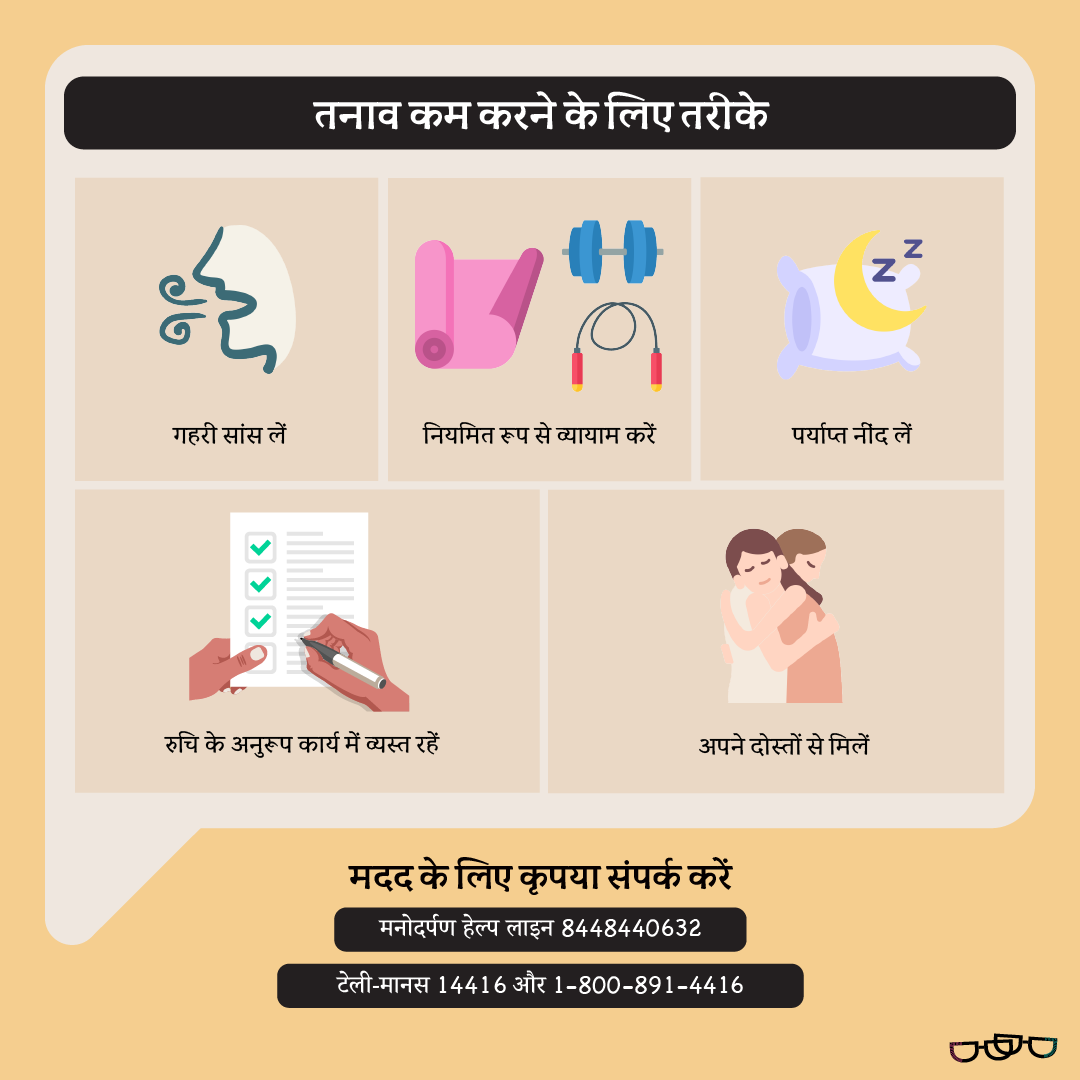 तनाव कम करने के लिए तरीके
गहरी सांस लें
नियमित रूप से व्यायाम करें
z z
पर्याप्त नींद लें
रुचि के अनुरूप कार्य में व्यस्त रहें
अपने दोस्तों से मिलें
मदद के लिए कृपया संपर्क करें
मनोदर्पण हेल्प लाइन 8448440632
टेली-मानस 14416 और 1-800-891-4416